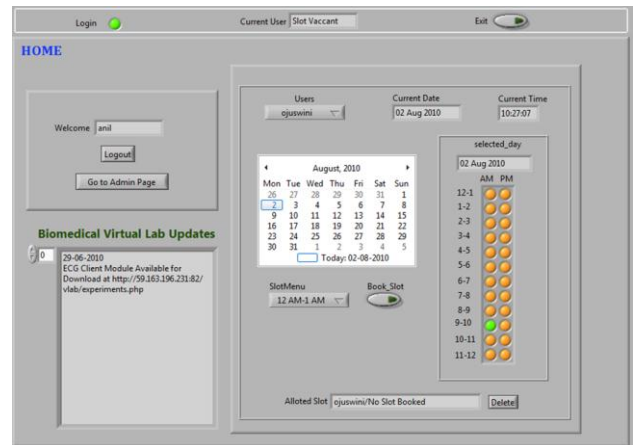 Login
Current User Slot Vaccant
Exit
HOME
Welcome anil
Logout
Go to Admin Page
Biomedical Virtual Lab Updates
0
29-06-2010
ECG Client Module Available for
Download at http://59.163.196.231:82/
vlab/experiments.php
Users
ojuswini
Current Date
02 Aug 2010
Current Time
10:27:07
August, 2010
Mon Tue Wed Thu Fri Sat Sun
26 27 28 29 30 31 1
2 3 4 5 6 7 8
9 10 11 12 13 14 15
16 17 18 19 20 21 22
23 24 25 26 27 28 29
30 31 1 2 3 4 5
Today: 02-08-2010
SlotMenu
12 AM-1 AM
Book_Slot
selected_day
02 Aug 2010
AM PM
12-1
1-2
2-3
3-4
4-5
5-6
6-7
7-8
8-9
9-10
10-11
11-12
Alloted Slot ojuswini/No Slot Booked
Delete